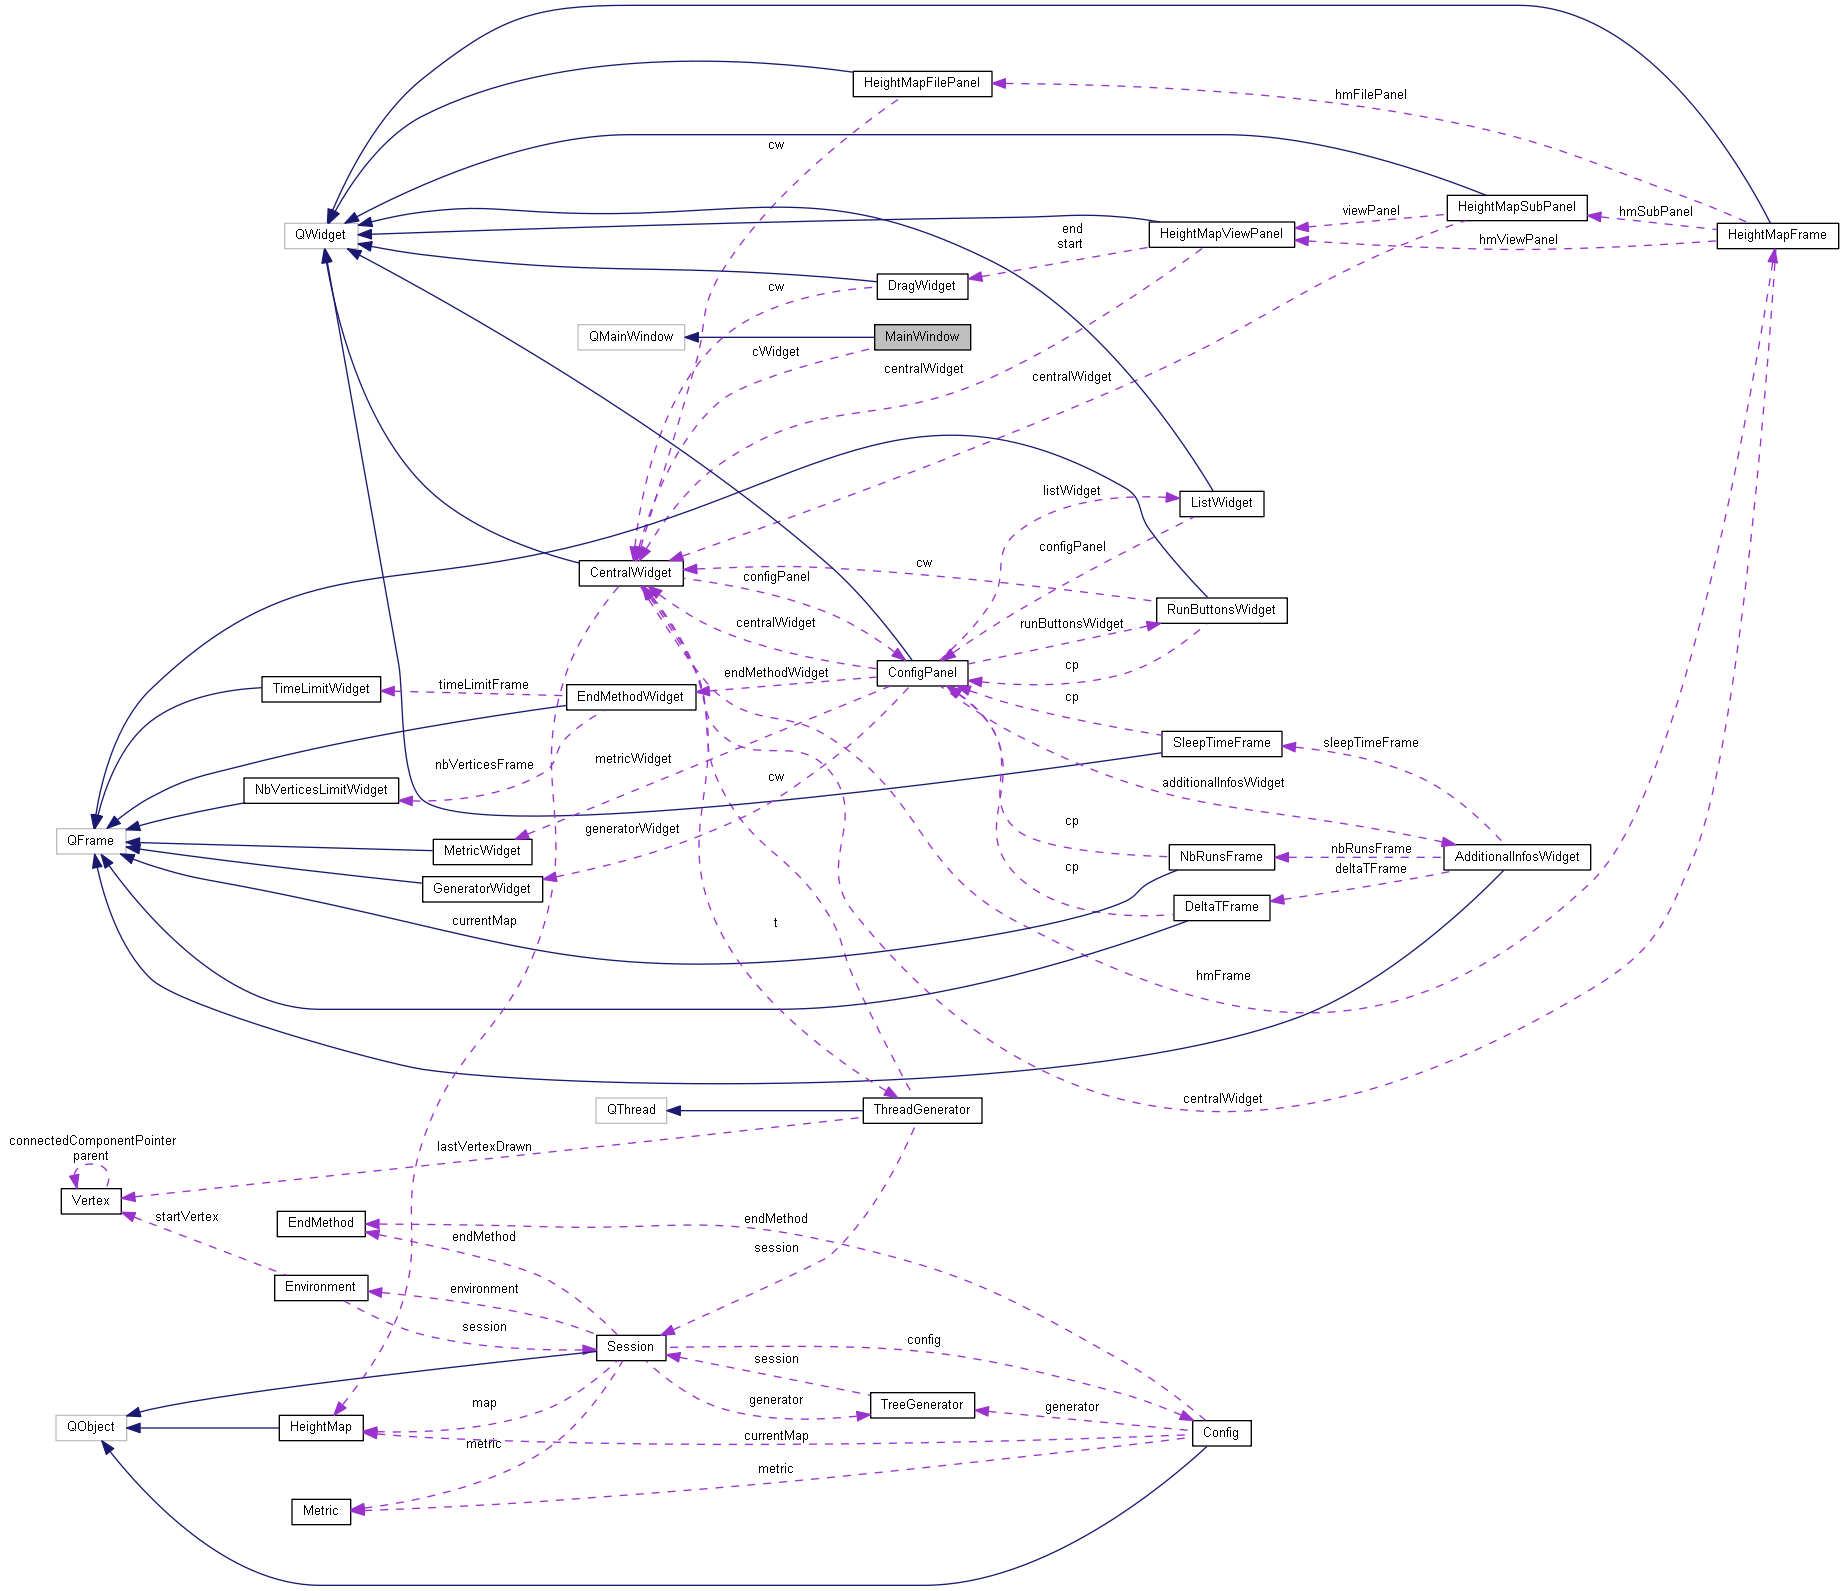 HeightMapFilePanel
hmFilePanel
cw
HeightMapSubPanel
viewPanel
hmSubPanel
end
start
QWidget
HeightMapViewPanel
hmViewPanel
HeightMapFrame
cw
DragWidget
QMainWindow
MainWindow
cWidget
centralWidget
centralWidget
listWidget
ListWidget
configPanel
CentralWidget
configPanel
cw
RunButtonsWidget
centralWidget
runButtonsWidget
cp
ConfigPanel
endMethodWidget
TimeLimitWidget
timeLimitFrame
EndMethodWidget
cp
SleepTimeFrame
sleepTimeFrame
metricWidget
nbVerticesFrame
cw
additionalInfosWidget
NbVerticesLimitWidget
QFrame
generatorWidget
cp
MetricWidget
NbRunsFrame
nbRunsFrame
AdditionalInfosWidget
deltaTFrame
cp
GeneratorWidget
DeltaTFrame
currentMap
t
hmFrame
centralWidget
QThread
ThreadGenerator
connectedComponentPointer
parent
lastVertexDrawn
Vertex
startVertex
EndMethod
endMethod
endMethod
session
Environment
environment
session
Session
config
session
QObject
HeightMap
map
generator
TreeGenerator
generator
Config
currentMap
metric
metric
Metric